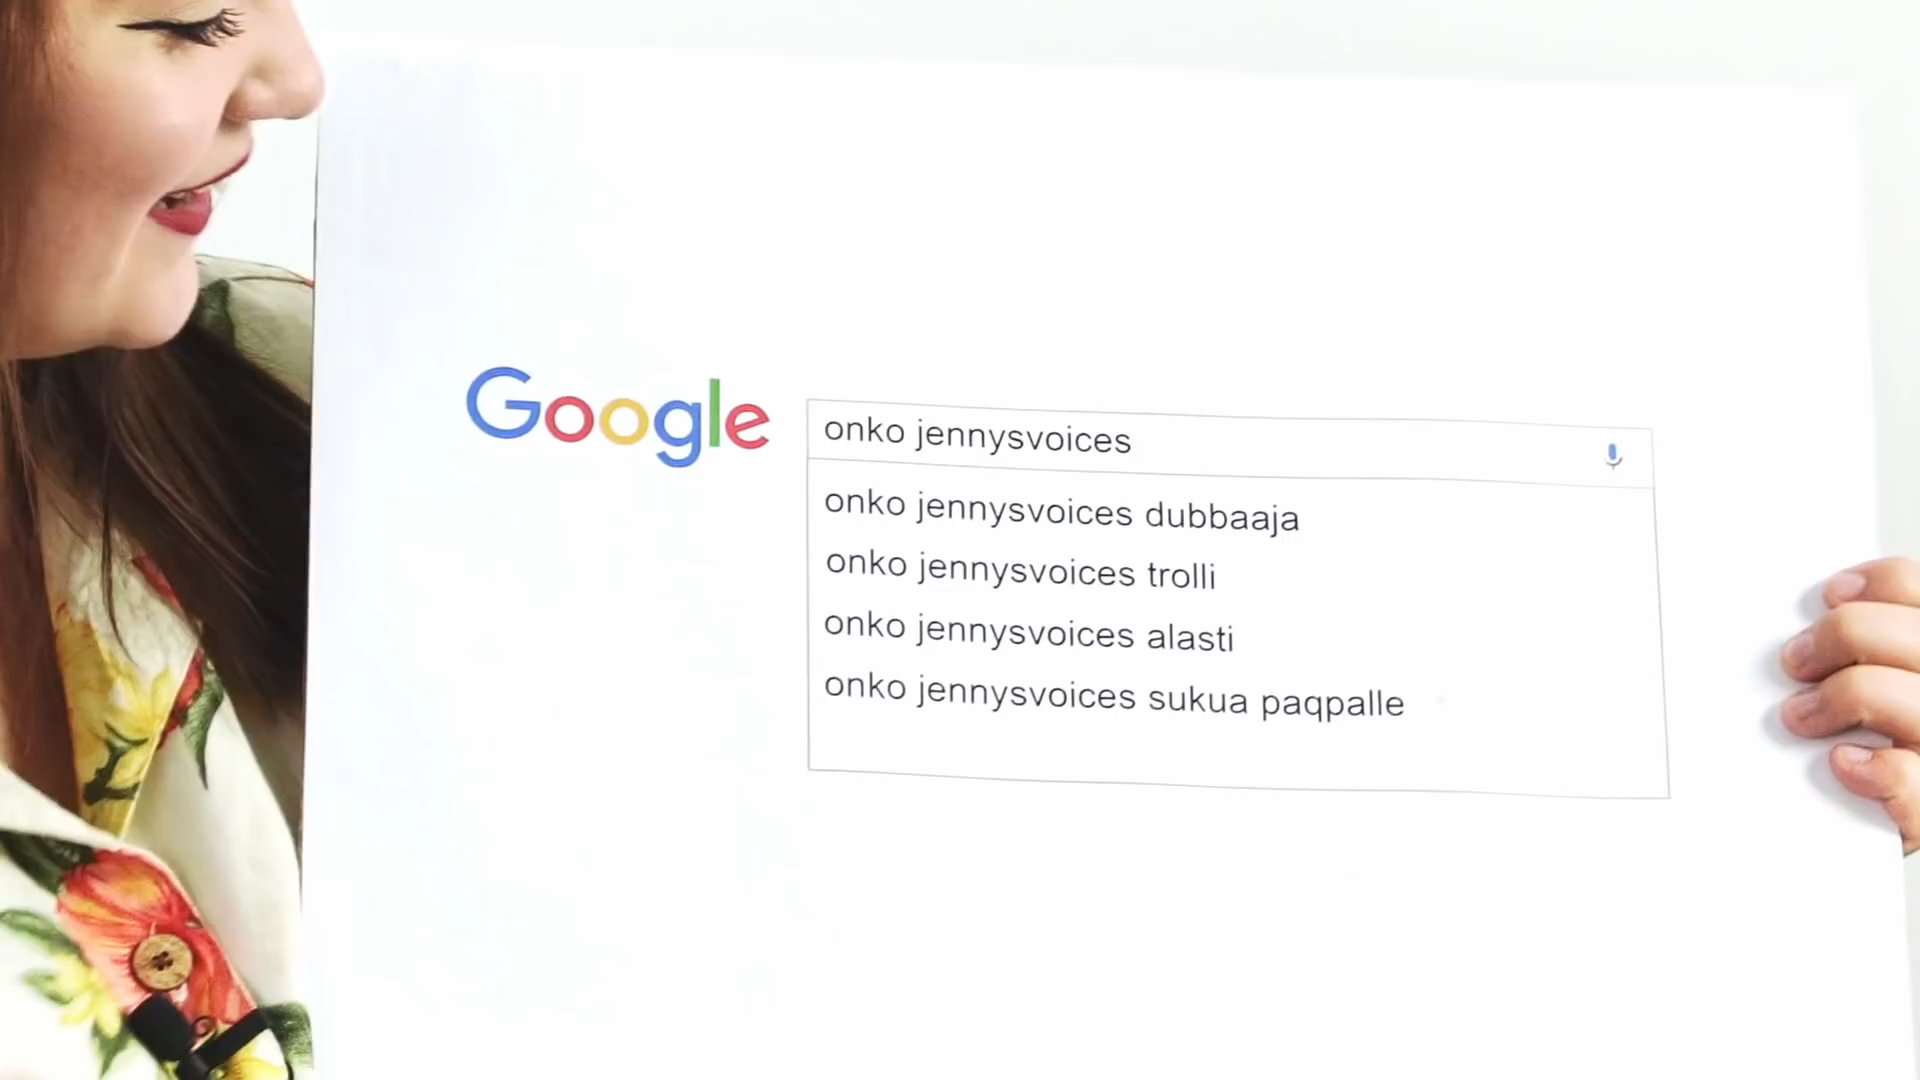 Google
onko jennysvoices
onko jennysvoices dubbaaja
onko jennysvoices trolli
onko jennysvoices alasti
onko jennysvoices sukua paqpalle